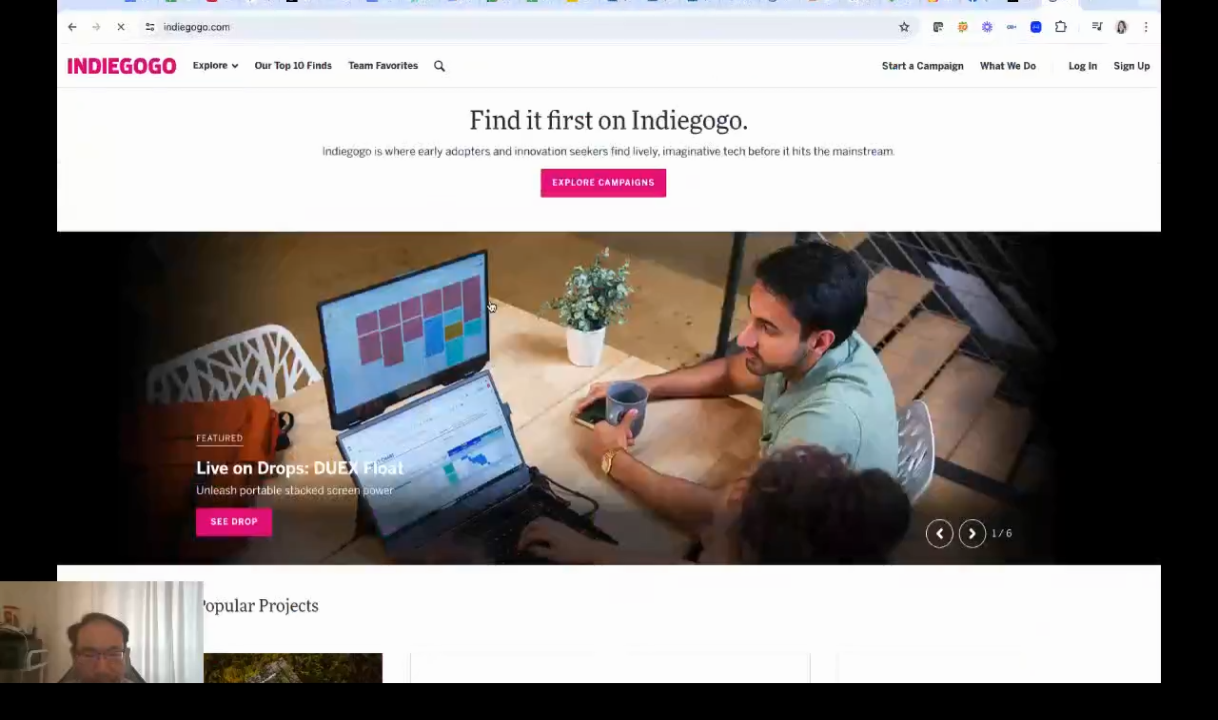 indiegogo.com
INDIEGOGO
Explore
Our Top 10 Finds
Team Favorites
Start a Campaign
What We Do
Log In
Sign Up
Find it first on Indiegogo.
Indiegogo is where early adopters and innovation seekers find lively, imaginative tech before it hits the mainstream.
EXPLORE CAMPAIGNS
FEATURED
Live on Drops: DUEX Float
Unleash portable stacked screen power
SEE DROP
1/6
Popular Projects